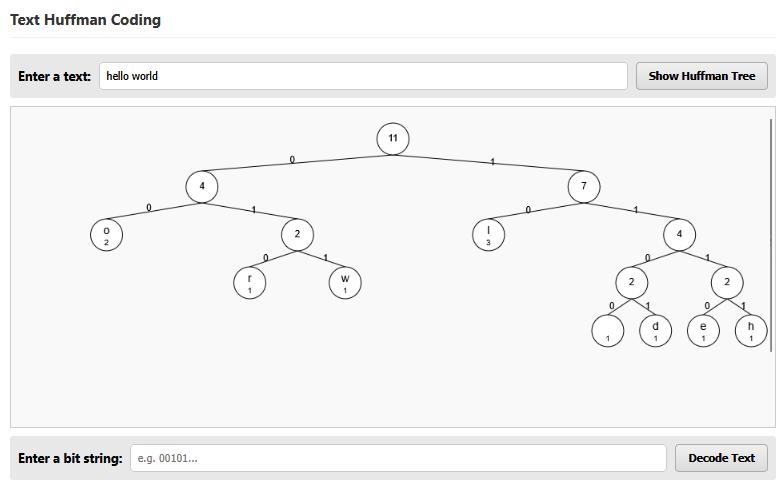 Text Huffman Coding
Enter a text: hello world Show Huffman Tree
11
0 1
4 7
0 1 0 1
o 2 2 l 3 4
0 1 0 1
r 1 w 1 2 2
0 1 0 1
1 d 1 e 1 h 1
Enter a bit string: e.g. 00101... Decode Text